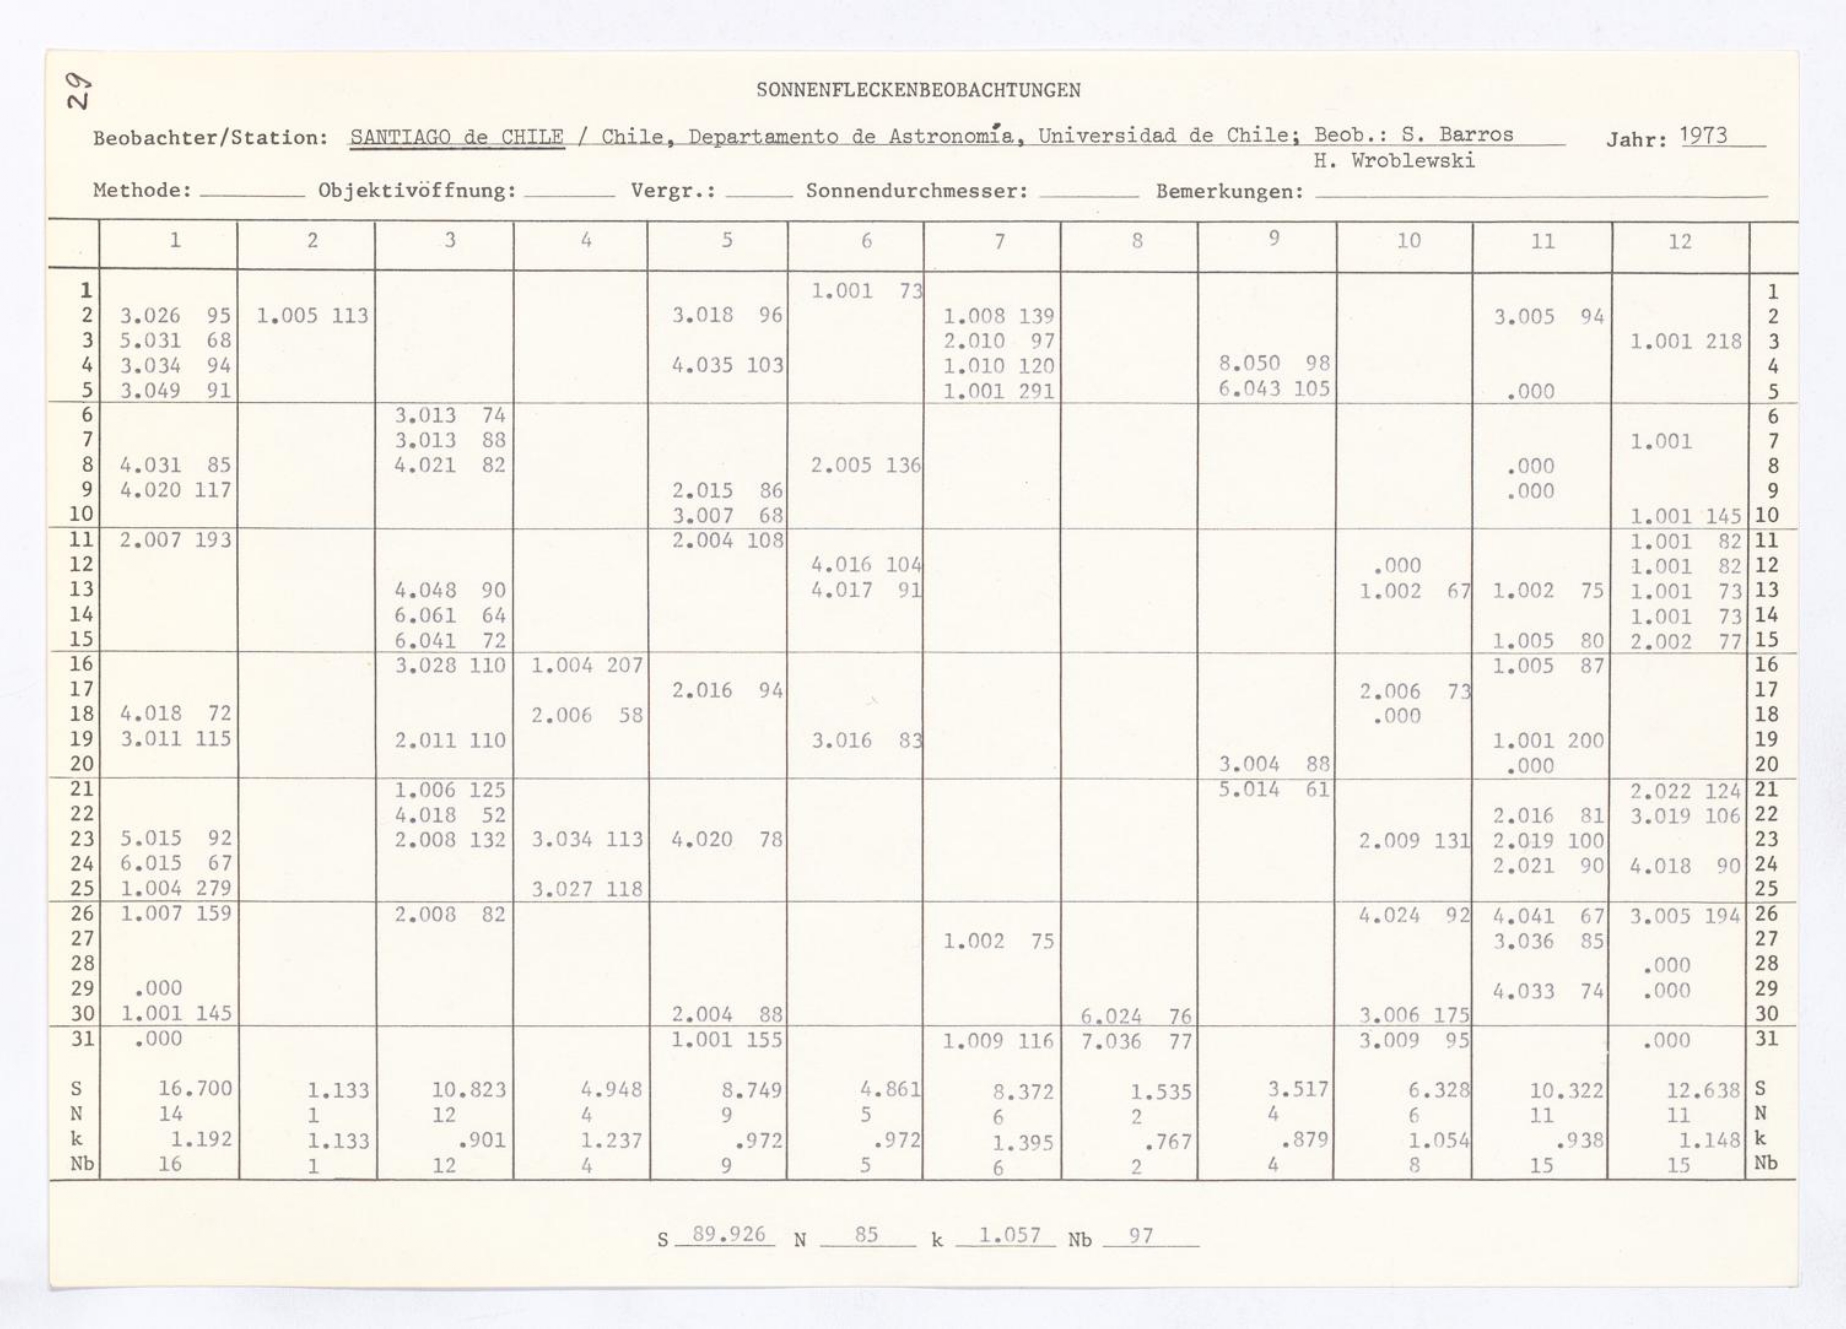 29
SONNENFLECKENBEOBACHTUNGEN
Beobachter/Station: SANTIAGO de CHILE / Chile, Departamento de Astronomía, Universidad de Chile; Beob.: S. Barros Jahr: 1973
H. Wroblewski
Methode: Objektivöffnung: Vergr.: Sonnendurchmesser: Bemerkungen:
1 2 3 4 5 6 7 8 9 10 11 12
1 1.001 73 1
2 3.026 95 1.005 113 3.018 96 1.008 139 3.005 94 2
3 5.031 68 2.010 97 1.001 218 3
4 3.034 94 4.035 103 1.010 120 8.050 98 4
5 3.049 91 1.001 291 6.043 105 .000 5
6 3.013 74 6
7 3.013 88 1.001 7
8 4.031 85 4.021 82 2.005 136 .000 8
9 4.020 117 2.015 86 .000 9
10 3.007 68 1.001 145 10
11 2.007 193 2.004 108 1.001 82 11
12 4.016 104 .000 1.001 82 12
13 4.048 90 4.017 91 1.002 67 1.002 75 1.001 73 13
14 6.061 64 1.001 73 14
15 6.041 72 1.005 80 2.002 77 15
16 3.028 110 1.004 207 1.005 87 16
17 2.016 94 2.006 73 17
18 4.018 72 2.006 58 .000 18
19 3.011 115 2.011 110 3.016 83 1.001 200 19
20 3.004 88 .000 20
21 1.006 125 5.014 61 2.022 124 21
22 4.018 52 2.016 81 3.019 106 22
23 5.015 92 2.008 132 3.034 113 4.020 78 2.009 131 2.019 100 23
24 6.015 67 2.021 90 4.018 90 24
25 1.004 279 3.027 118 25
26 1.007 159 2.008 82 4.024 92 4.041 67 3.005 194 26
27 1.002 75 3.036 85 27
28 .000 28
29 .000 4.033 74 .000 29
30 1.001 145 2.004 88 6.024 76 3.006 175 30
31 .000 1.001 155 1.009 116 7.036 77 3.009 95 .000 31
S 16.700 1.133 10.823 4.948 8.749 4.861 8.372 1.535 3.517 6.328 10.322 12.638 S
N 14 1 12 4 9 5 6 2 4 6 11 11 N
k 1.192 1.133 .901 1.237 .972 .972 1.395 .767 .879 1.054 .938 1.148 k
Nb 16 1 12 4 9 5 6 2 4 8 15 15 Nb
S 89.926 N 85 k 1.057 Nb 97